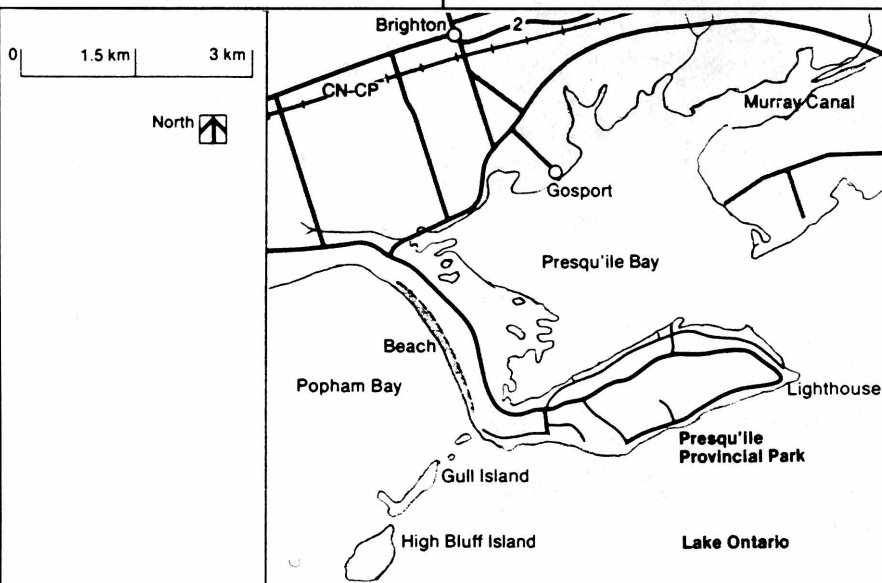 0 1.5 km 3 km
North
Brighton
2
CN-CP
Murray Canal
Gosport
Presqu'ile Bay
Beach
Popham Bay
Lighthouse
Presqu'ile
Provincial Park
Gull Island
High Bluff Island
Lake Ontario